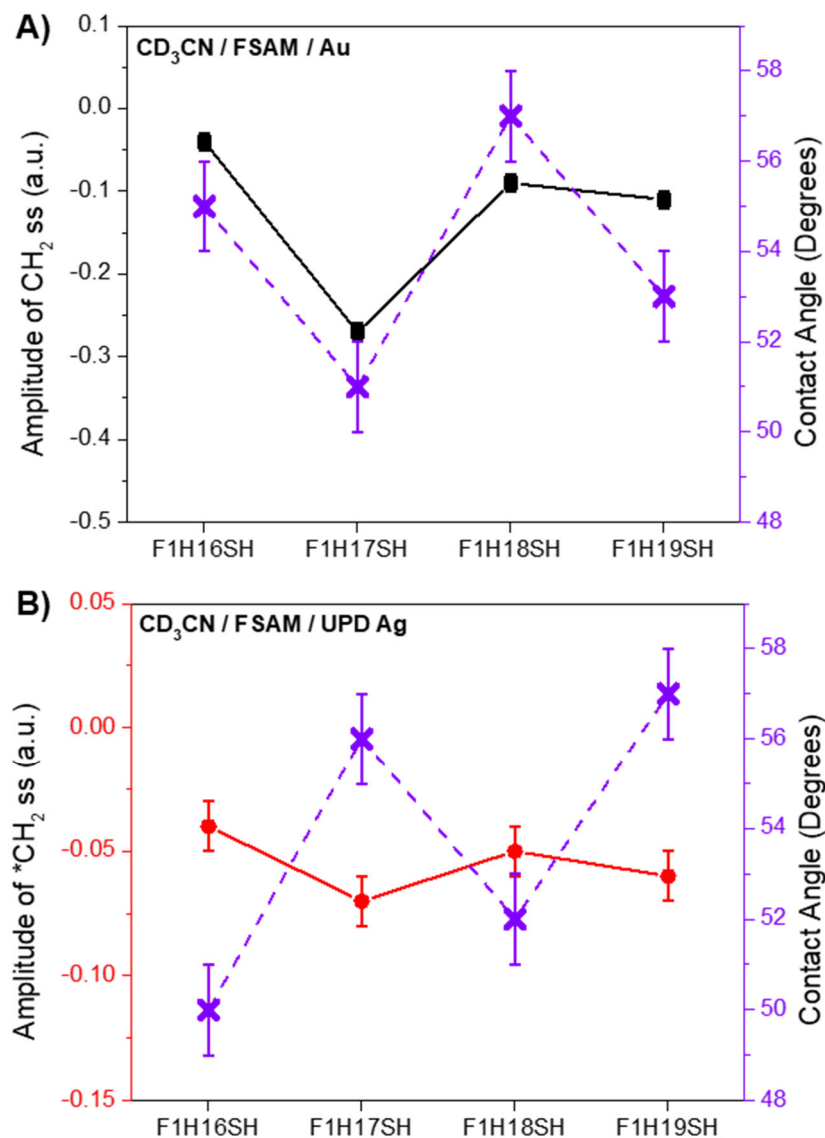 A)
CD₃CN / FSAM / Au
Amplitude of CH₂ ss (a.u.)
0.1
0.0
-0.1
-0.2
-0.3
-0.4
-0.5
58
56
54
52
50
48
Contact Angle (Degrees)
F1H16SH F1H17SH F1H18SH F1H19SH
B)
CD₃CN / FSAM / UPD Ag
Amplitude of *CH₂ ss (a.u.)
0.05
0.00
-0.05
-0.10
-0.15
58
56
54
52
50
48
Contact Angle (Degrees)
F1H16SH F1H17SH F1H18SH F1H19SH